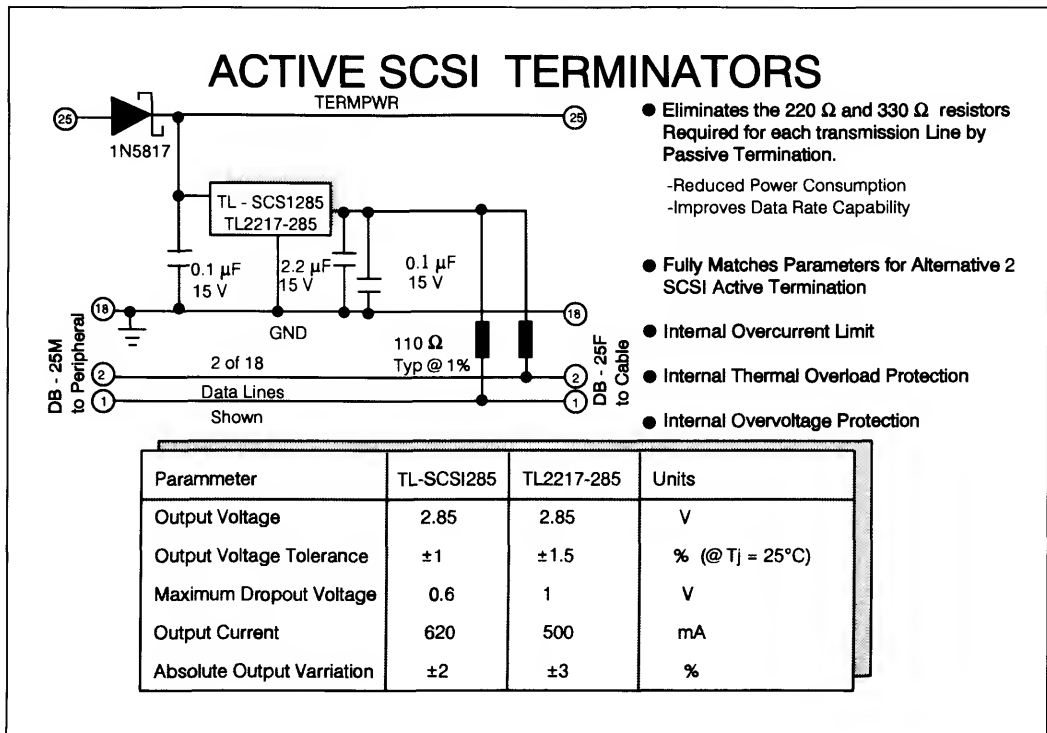 ACTIVE SCSI TERMINATORS
25
TERMPWR
25
1N5817
TL - SCS1285
TL2217-285
0.1 µF
15 V
2.2 µF
15 V
0.1 µF
15 V
18
18
GND
110 Ω
Typ @ 1%
2 of 18
2
2
Data Lines
1
1
Shown
DB - 25M
to Peripheral
DB - 25F
to Cable
● Eliminates the 220 Ω and 330 Ω resistors
Required for each transmission Line by
Passive Termination.
-Reduced Power Consumption
-Improves Data Rate Capability
● Fully Matches Parameters for Alternative 2
SCSI Active Termination
● Internal Overcurrent Limit
● Internal Thermal Overload Protection
● Internal Overvoltage Protection
Parammeter TL-SCSI285 TL2217-285 Units
Output Voltage 2.85 2.85 V
Output Voltage Tolerance ±1 ±1.5 % (@ Tj = 25°C)
Maximum Dropout Voltage 0.6 1 V
Output Current 620 500 mA
Absolute Output Varriation ±2 ±3 %